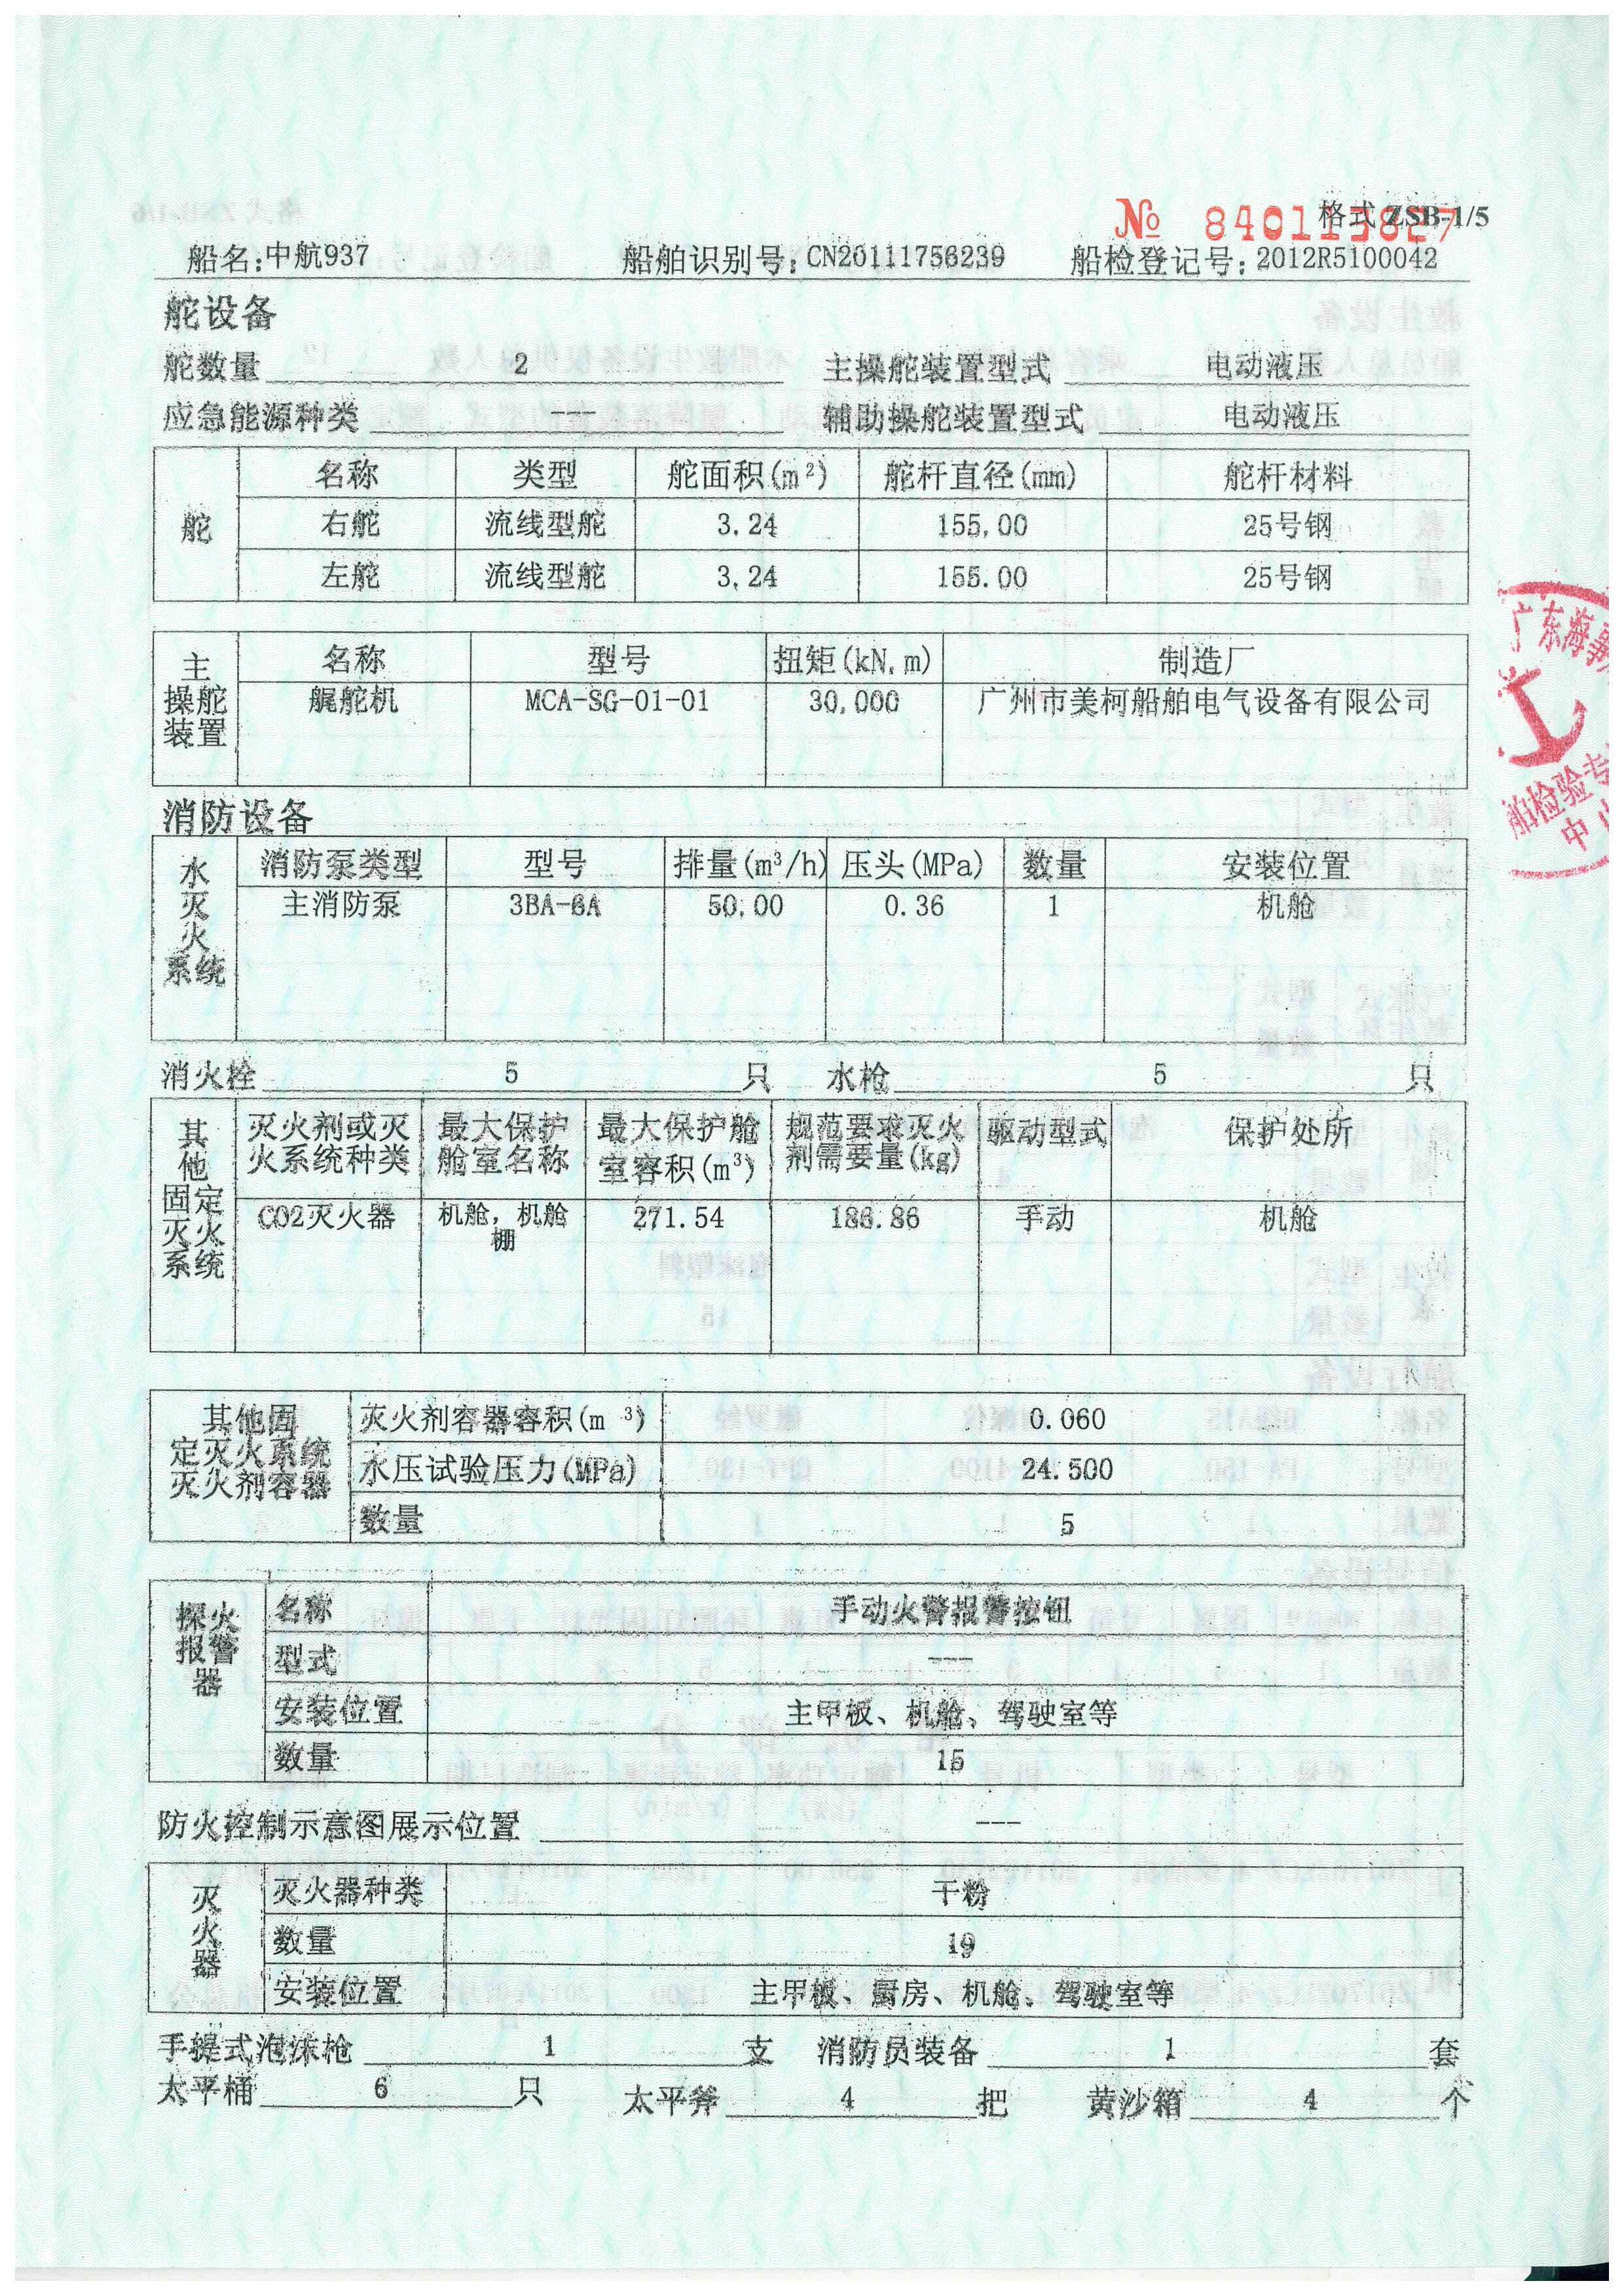 № 840113827
格式 ZSB-1/5
船名:中航937 船舶识别号:CN20111756239 船检登记号:2012R5100042
舵设备
舵数量 2 主操舵装置型式 电动液压
应急能源种类 --- 辅助操舵装置型式 电动液压
舵
名称 类型 舵面积(m²) 舵杆直径(mm) 舵杆材料
右舵 流线型舵 3.24 155.00 25号钢
左舵 流线型舵 3.24 155.00 25号钢
主操舵装置
名称 型号 扭矩(kN.m) 制造厂
艉舵机 MCA-SG-01-01 30.000 广州市美柯船舶电气设备有限公司
消防设备
水灭火系统
消防泵类型 型号 排量(m³/h) 压头(MPa) 数量 安装位置
主消防泵 3BA-6A 50.00 0.36 1 机舱
消火栓 5 只 水枪 5 只
其他固定灭火系统
灭火剂或灭火系统种类 最大保护舱室名称 最大保护舱室容积(m³) 规范要求灭火剂需要量(kg) 驱动型式 保护处所
CO2灭火器 机舱，机舱棚 271.54 186.86 手动 机舱
其他固定灭火系统灭火剂容器
灭火剂容器容积(m³) 0.060
水压试验压力(MPa) 24.500
数量 5
探火报警器
名称 手动火警报警按钮
型式 ---
安装位置 主甲板、机舱、驾驶室等
数量 15
防火控制示意图展示位置 ---
灭火器
灭火器种类 干粉
数量 19
安装位置 主甲板、厨房、机舱、驾驶室等
手提式泡沫枪 1 支 消防员装备 1 套
太平桶 6 只 太平斧 4 把 黄沙箱 4 个
广东海事
船检验专
中山